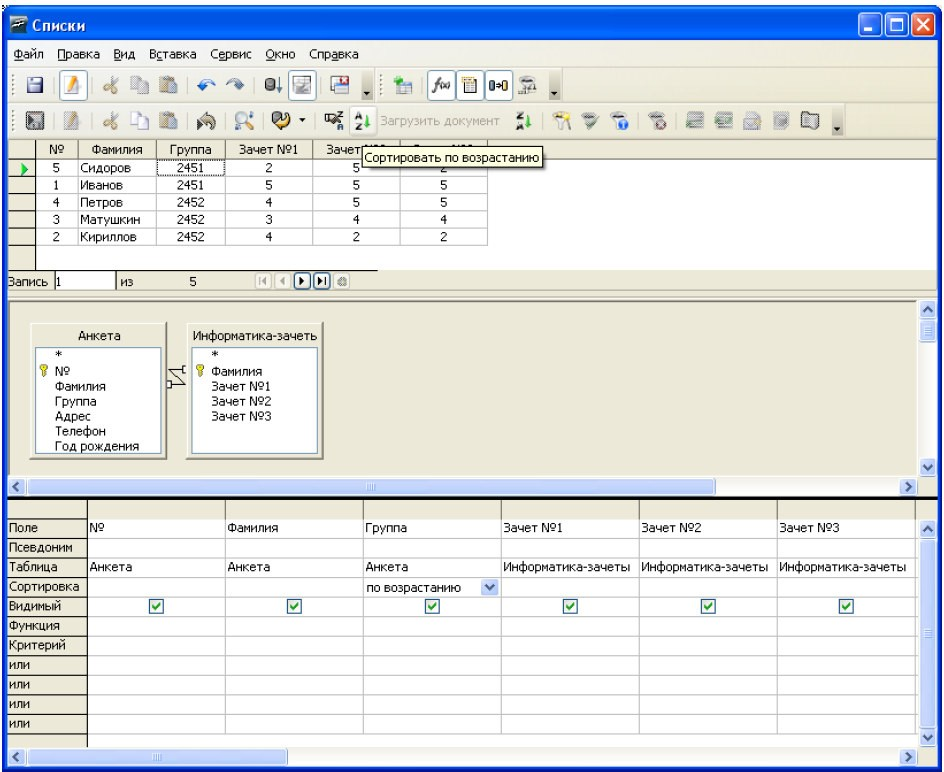 Списки
Файл Правка Вид Вставка Сервис Окно Справка
f(x)
Загрузить документ
№ Фамилия Группа Зачет №1 Зачет
Сортировать по возрастанию
5 Сидоров 2451 2 5 2
1 Иванов 2451 5 5 5
4 Петров 2452 4 5 5
3 Матушкин 2452 3 4 4
2 Кириллов 2452 4 2 2
Запись 1 из 5
Анкета
*
№
Фамилия
Группа
Адрес
Телефон
Год рождения
Информатика-зачеть
*
Фамилия
Зачет №1
Зачет №2
Зачет №3
Поле № Фамилия Группа Зачет №1 Зачет №2 Зачет №3
Псевдоним
Таблица Анкета Анкета Анкета Информатика-зачеты Информатика-зачеты Информатика-зачеты
Сортировка по возрастанию
Видимый
Функция
Критерий
или
или
или
или